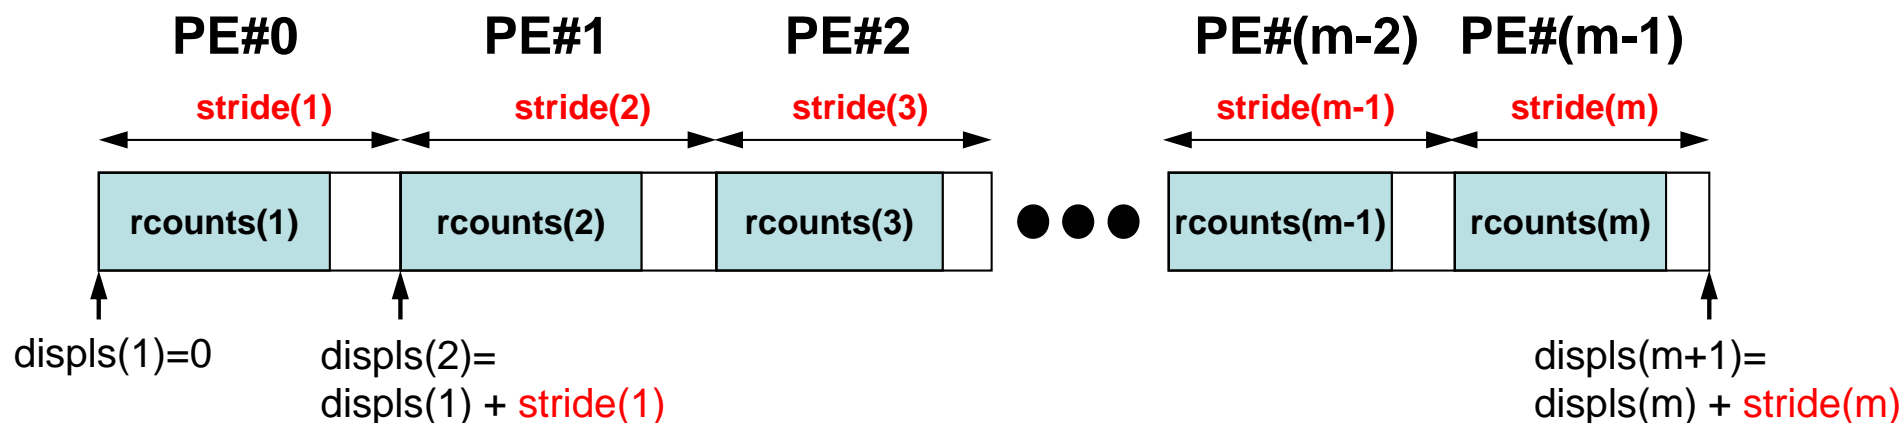 PE#0 PE#1 PE#2 PE#(m-2) PE#(m-1)
stride(1) stride(2) stride(3) stride(m-1) stride(m)
rcounts(1) rcounts(2) rcounts(3) rcounts(m-1) rcounts(m)
displs(1)=0
displs(2)=
displs(1) + stride(1)
displs(m+1)=
displs(m) + stride(m)